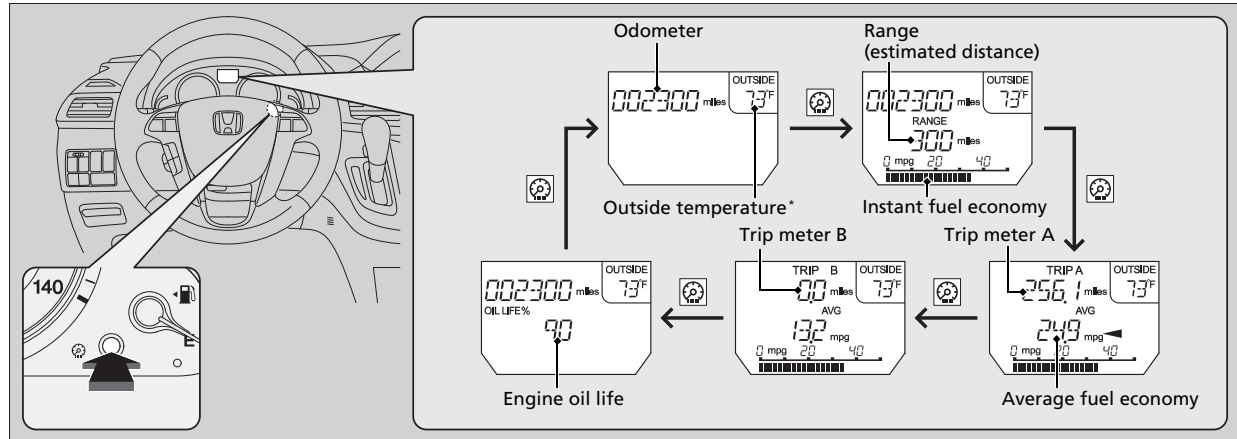 Odometer
Range
(estimated distance)
002300 miles
OUTSIDE
73°F
002300 miles
OUTSIDE
73°F
RANGE
300 miles
0 mpg 20 40
Outside temperature*
Instant fuel economy
Trip meter B
Trip meter A
002300 miles
OUTSIDE
73°F
OIL LIFE%
90
TRIP B
0.0 miles
OUTSIDE
73°F
AVG
13.2 mpg
0 mpg 20 40
TRIP A
256.1 miles
OUTSIDE
73°F
AVG
24.9 mpg
0 mpg 20 40
Engine oil life
Average fuel economy
140
E